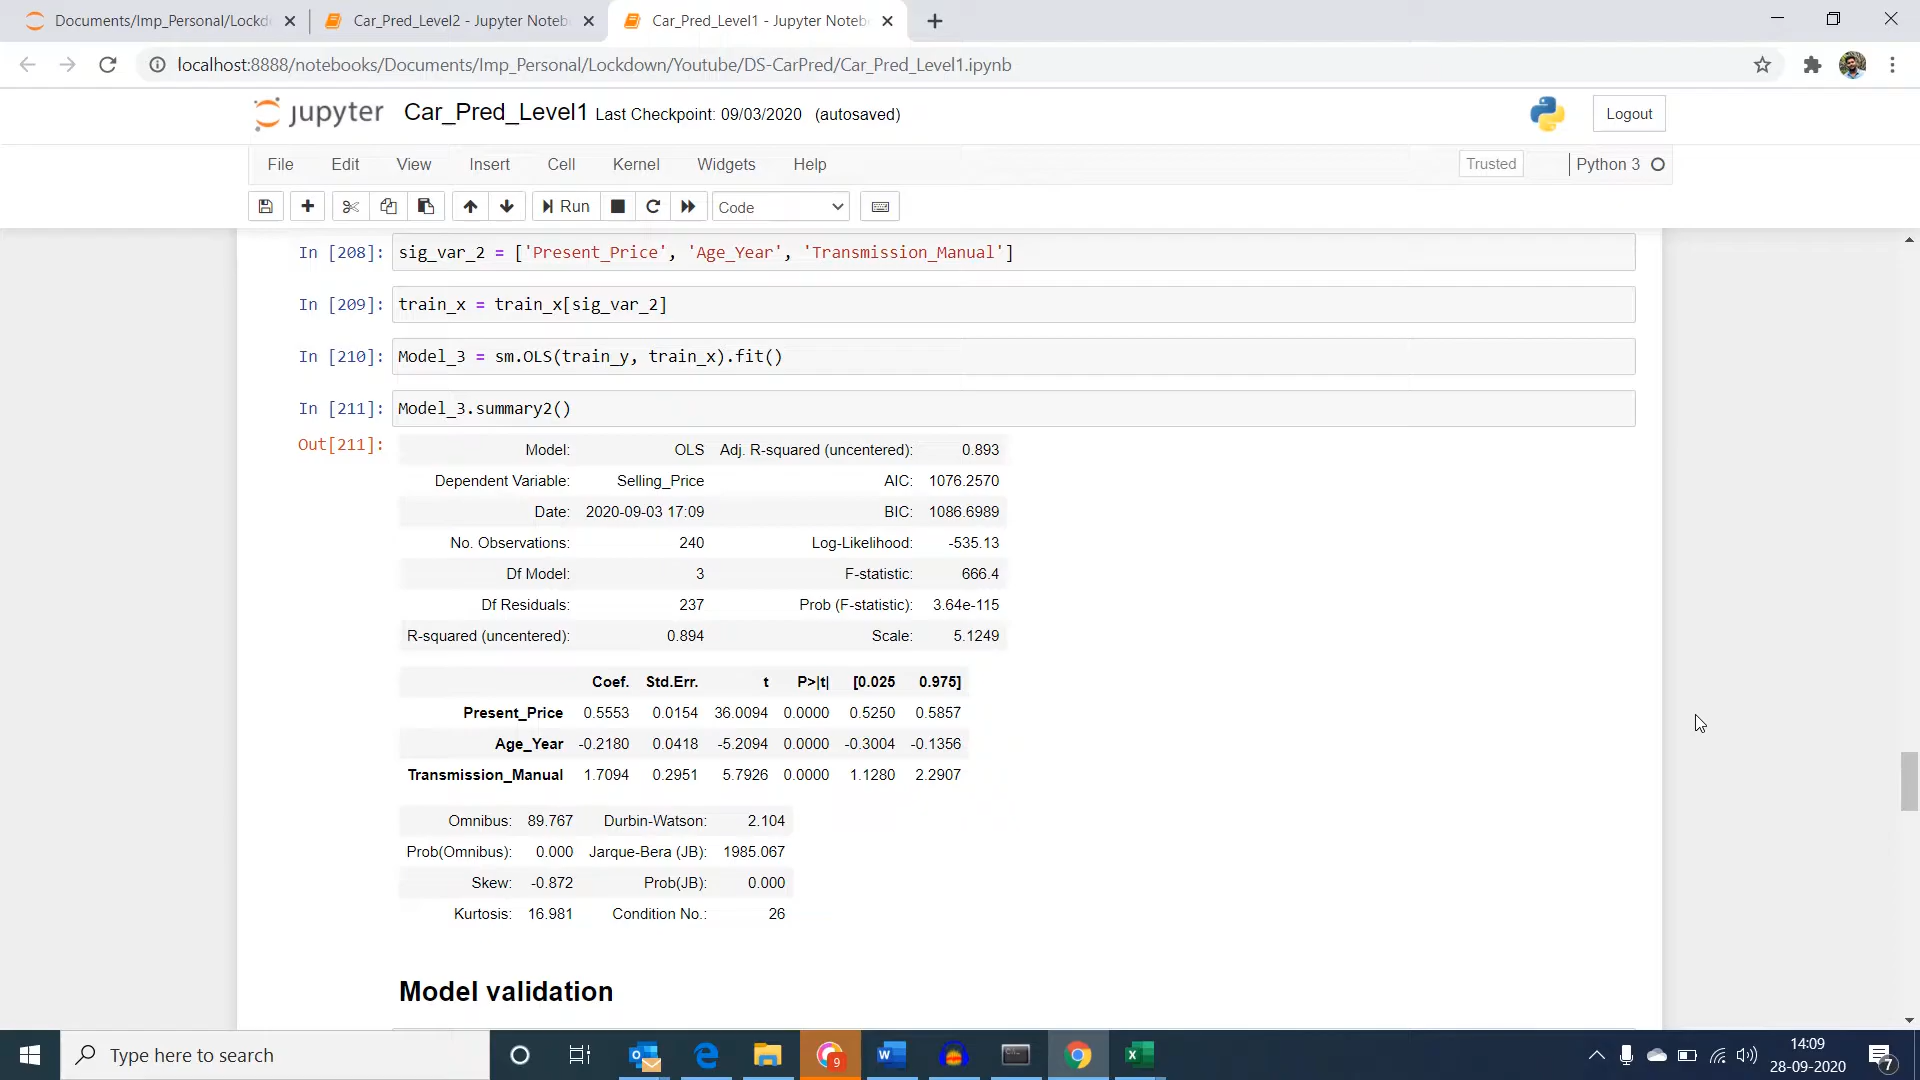 Documents/Imp_Personal/Lockd
Car_Pred_Level2 - Jupyter Noteb
Car_Pred_Level1 - Jupyter Noteb
localhost:8888/notebooks/Documents/Imp_Personal/Lockdown/Youtube/DS-CarPred/Car_Pred_Level1.ipynb
jupyter Car_Pred_Level1 Last Checkpoint: 09/03/2020 (autosaved)
Logout
File Edit View Insert Cell Kernel Widgets Help
Trusted
Python 3
Run
Code
In [208]: sig_var_2 = ['Present_Price', 'Age_Year', 'Transmission_Manual']
In [209]: train_x = train_x[sig_var_2]
In [210]: Model_3 = sm.OLS(train_y, train_x).fit()
In [211]: Model_3.summary2()
Out[211]:
Model: OLS Adj. R-squared (uncentered): 0.893
Dependent Variable: Selling_Price AIC: 1076.2570
Date: 2020-09-03 17:09 BIC: 1086.6989
No. Observations: 240 Log-Likelihood: -535.13
Df Model: 3 F-statistic: 666.4
Df Residuals: 237 Prob (F-statistic): 3.64e-115
R-squared (uncentered): 0.894 Scale: 5.1249
Coef. Std.Err. t P>|t| [0.025 0.975]
Present_Price 0.5553 0.0154 36.0094 0.0000 0.5250 0.5857
Age_Year -0.2180 0.0418 -5.2094 0.0000 -0.3004 -0.1356
Transmission_Manual 1.7094 0.2951 5.7926 0.0000 1.1280 2.2907
Omnibus: 89.767 Durbin-Watson: 2.104
Prob(Omnibus): 0.000 Jarque-Bera (JB): 1985.067
Skew: -0.872 Prob(JB): 0.000
Kurtosis: 16.981 Condition No.: 26
Model validation
Type here to search
9
14:09
28-09-2020
7